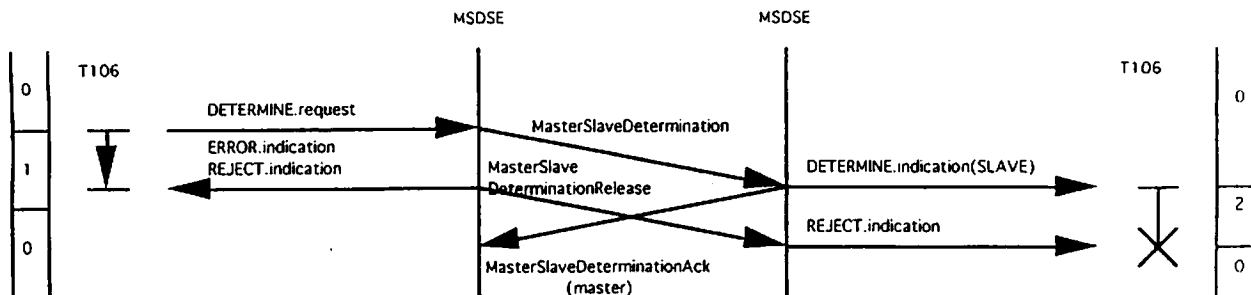 MSDSE
MSDSE
T106
T106
0
0
DETERMINE.request
MasterSlaveDetermination
ERROR.indication
REJECT.indication
MasterSlave
DeterminationRelease
DETERMINE.indication(SLAVE)
1
2
REJECT.indication
0
0
MasterSlaveDeterminationAck
(master)